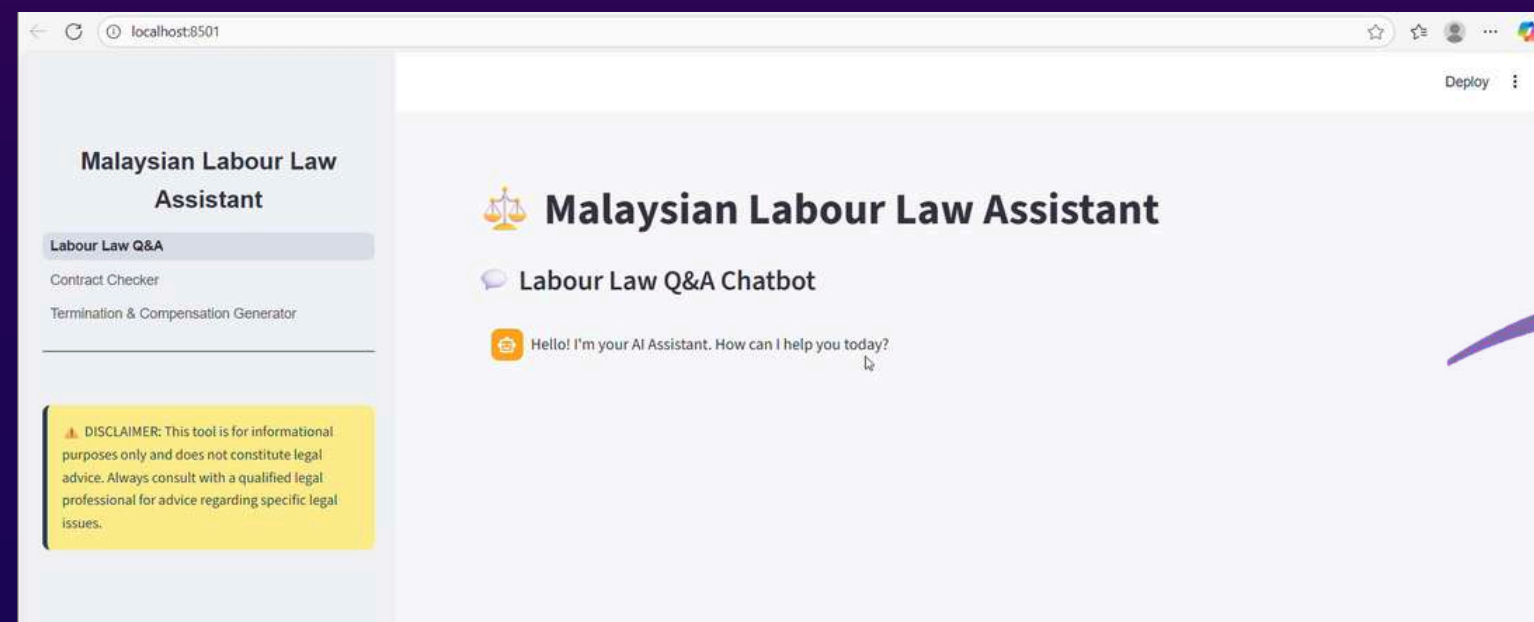 localhost:8501
Deploy
Malaysian Labour Law
Assistant
Labour Law Q&A
Contract Checker
Termination & Compensation Generator
DISCLAIMER: This tool is for informational
purposes only and does not constitute legal
advice. Always consult with a qualified legal
professional for advice regarding specific legal
issues.
Malaysian Labour Law Assistant
Labour Law Q&A Chatbot
Hello! I'm your AI Assistant. How can I help you today?